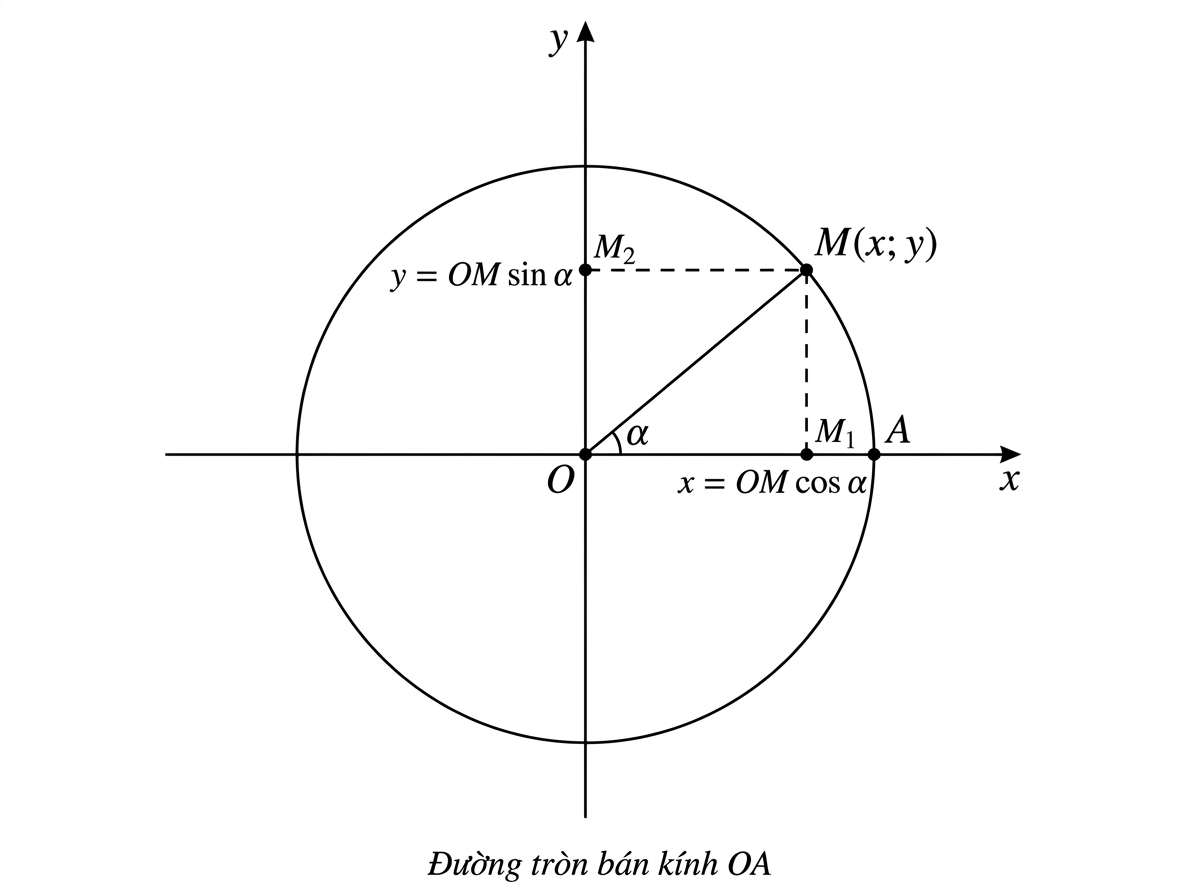 y
M₂
M(x; y)
y = OM sin α
α
M₁
A
O
x = OM cos α
x
Đường tròn bán kính OA